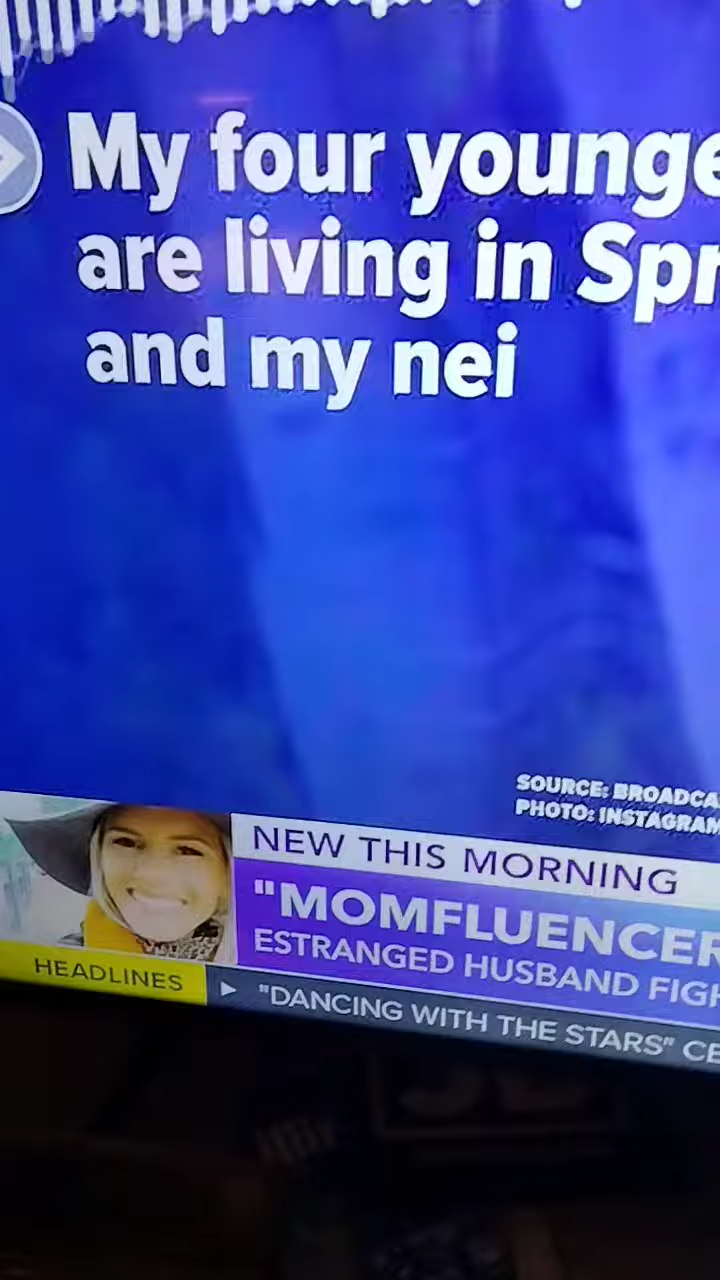 My four younge
are living in Spr
and my nei
SOURCE: BROADCA
PHOTO: INSTAGRAM
NEW THIS MORNING
"MOMFLUENCER
ESTRANGED HUSBAND FIGH
HEADLINES
"DANCING WITH THE STARS" CE